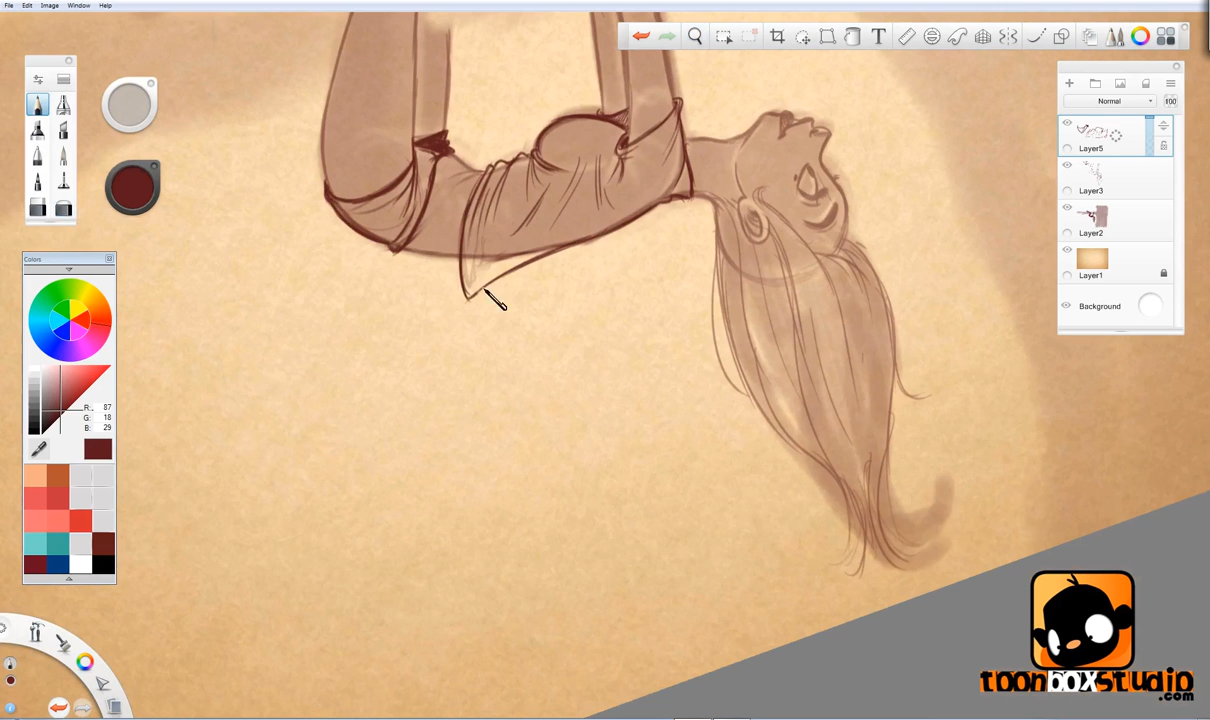 File Edit Image Window Help
Normal
100
Layer5
Layer3
Layer2
Layer1
Background
Colors
R: 87
G: 18
B: 29
T
toonboxstudio
.com